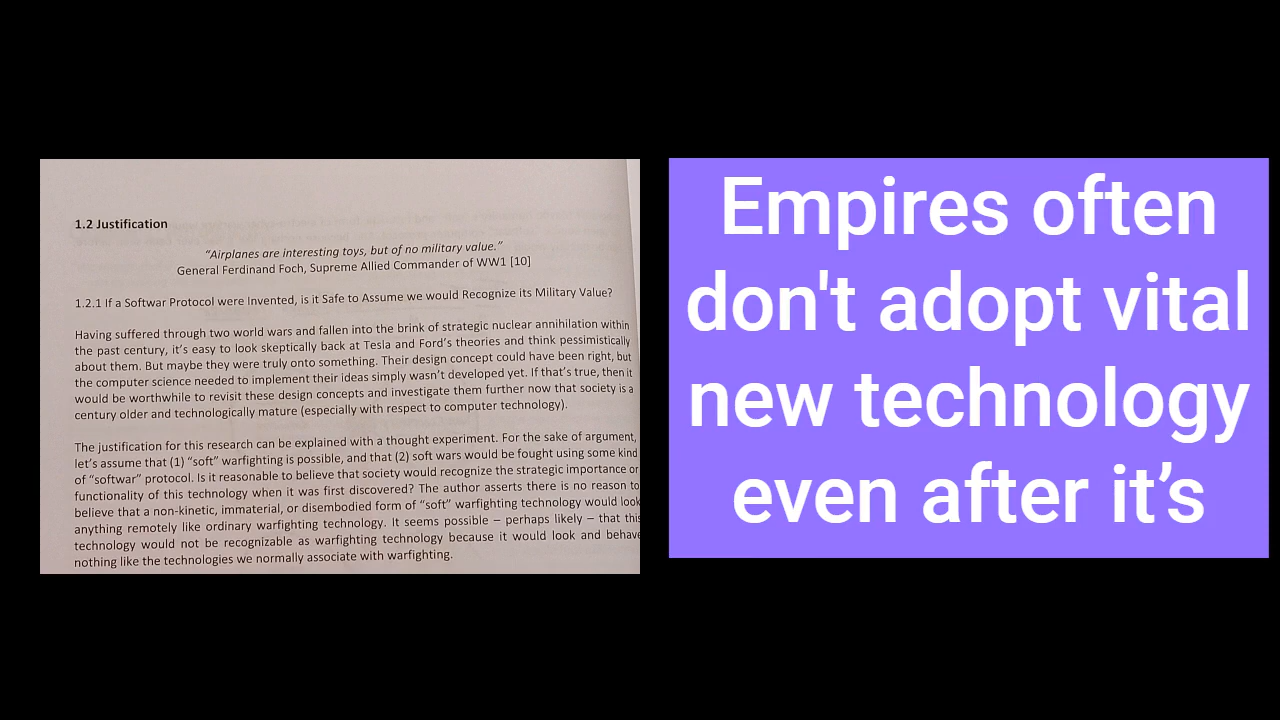 1.2 Justification
"Airplanes are interesting toys, but of no military value."
General Ferdinand Foch, Supreme Allied Commander of WW1 [10]
1.2.1 If a Softwar Protocol were Invented, is it Safe to Assume we would Recognize its Military Value?
Having suffered through two world wars and fallen into the brink of strategic nuclear annihilation within
the past century, it's easy to look skeptically back at Tesla and Ford's theories and think pessimistically
about them. But maybe they were truly onto something. Their design concept could have been right, but
the computer science needed to implement their ideas simply wasn't developed yet. If that's true, then it
would be worthwhile to revisit these design concepts and investigate them further now that society is a
century older and technologically mature (especially with respect to computer technology).
The justification for this research can be explained with a thought experiment. For the sake of argument,
let's assume that (1) "soft" warfighting is possible, and that (2) soft wars would be fought using some kind
of "softwar" protocol. Is it reasonable to believe that society would recognize the strategic importance or
functionality of this technology when it was first discovered? The author asserts there is no reason to
believe that a non-kinetic, immaterial, or disembodied form of "soft" warfighting technology would look
anything remotely like ordinary warfighting technology. It seems possible – perhaps likely – that this
technology would not be recognizable as warfighting technology because it would look and behave
nothing like the technologies we normally associate with warfighting.
Empires often
don't adopt vital
new technology
even after it’s